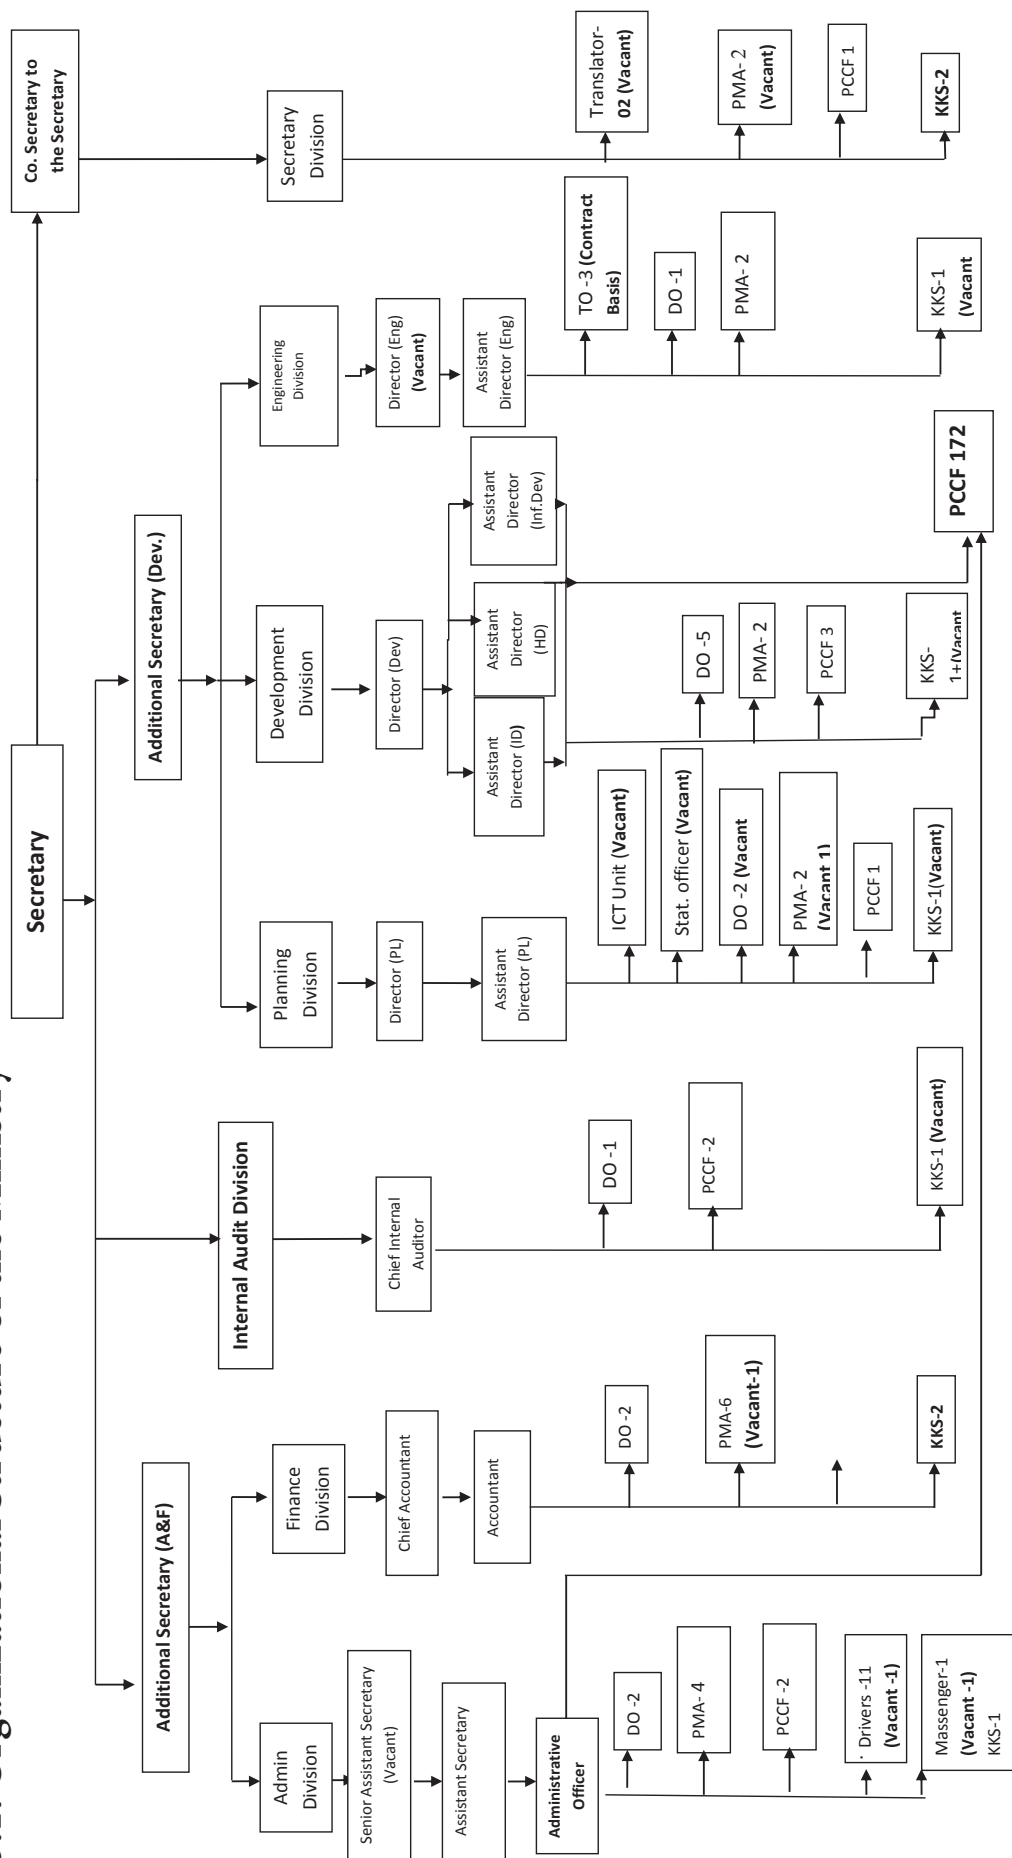 Organizational Structure of the Ministry
Secretary
Co. Secretary to
the Secretary
Additional Secretary (A&F)
Internal Audit Division
Additional Secretary (Dev.)
Admin
Division
Finance
Division
Planning
Division
Development
Division
Engineering
Division
Secretary
Division
Senior Assistant Secretary
(Vacant)
Chief Accountant
Chief Internal
Auditor
Director (PL)
Director (Dev)
Director (Eng)
(Vacant)
Assistant Secretary
Accountant
Assistant
Director (PL)
Assistant
Director (ID)
Assistant
Director
(HD)
Assistant
Director
(Inf.Dev)
Assistant
Director (Eng)
Administrative
Officer
DO -2
PMA- 4
PCCF -2
. Drivers -11
(Vacant -1)
Massenger-1
(Vacant -1)
KKS-1
DO -2
PMA-6
(Vacant-1)
KKS-2
DO -1
PCCF -2
KKS-1 (Vacant)
ICT Unit (Vacant)
Stat. officer (Vacant)
DO -2 (Vacant
PMA- 2
(Vacant 1)
PCCF 1
KKS-1(Vacant)
DO -5
PMA- 2
PCCF 3
KKS-
1+(Vacant
PCCF 172
TO -3 (Contract
Basis)
DO -1
PMA- 2
KKS-1
(Vacant
Translator-
02 (Vacant)
PMA- 2
(Vacant)
PCCF 1
KKS-2